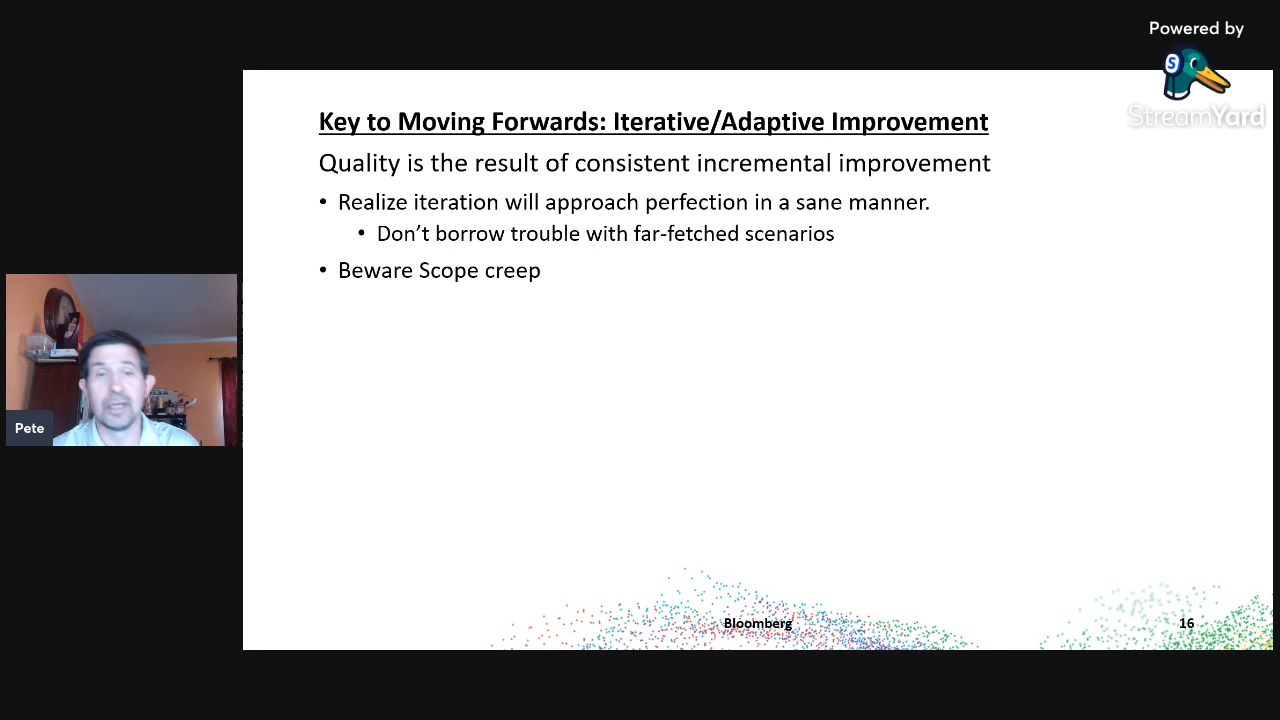 Powered by
StreamYard
Key to Moving Forwards: Iterative/Adaptive Improvement
Quality is the result of consistent incremental improvement
• Realize iteration will approach perfection in a sane manner.
• Don’t borrow trouble with far-fetched scenarios
• Beware Scope creep
Pete
Bloomberg
16